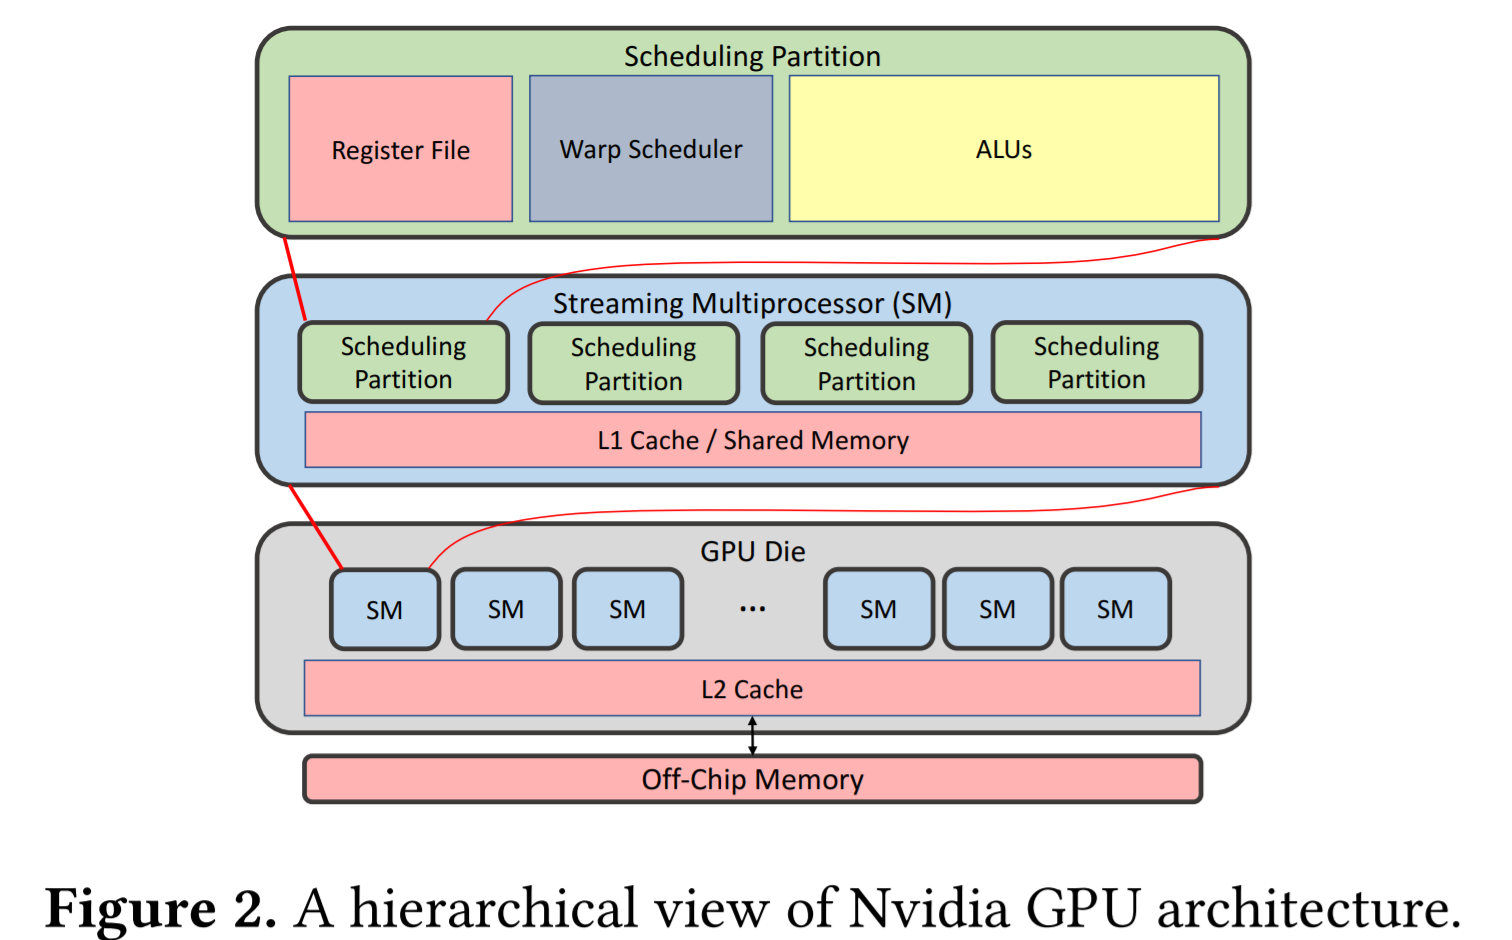 Scheduling Partition
Register File
Warp Scheduler
ALUs
Streaming Multiprocessor (SM)
Scheduling
Partition
Scheduling
Partition
Scheduling
Partition
Scheduling
Partition
L1 Cache / Shared Memory
GPU Die
SM
SM
SM
...
SM
SM
SM
L2 Cache
Off-Chip Memory
Figure 2. A hierarchical view of Nvidia GPU architecture.